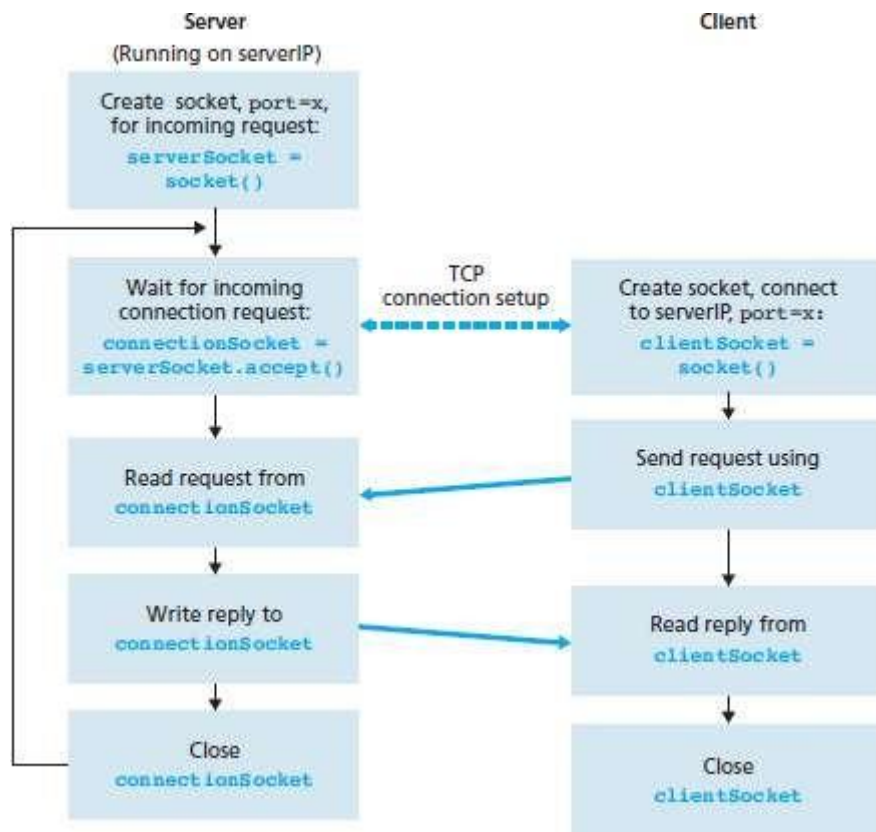 Server
(Running on serverIP)
Create socket, port=x,
for incoming request:
serverSocket =
socket()
Wait for incoming
connection request:
connectionSocket =
serverSocket.accept()
Read request from
connectionSocket
Write reply to
connectionSocket
Close
connectionSocket
TCP
connection setup
Client
Create socket, connect
to serverIP, port=x:
clientSocket =
socket()
Send request using
clientSocket
Read reply from
clientSocket
Close
clientSocket